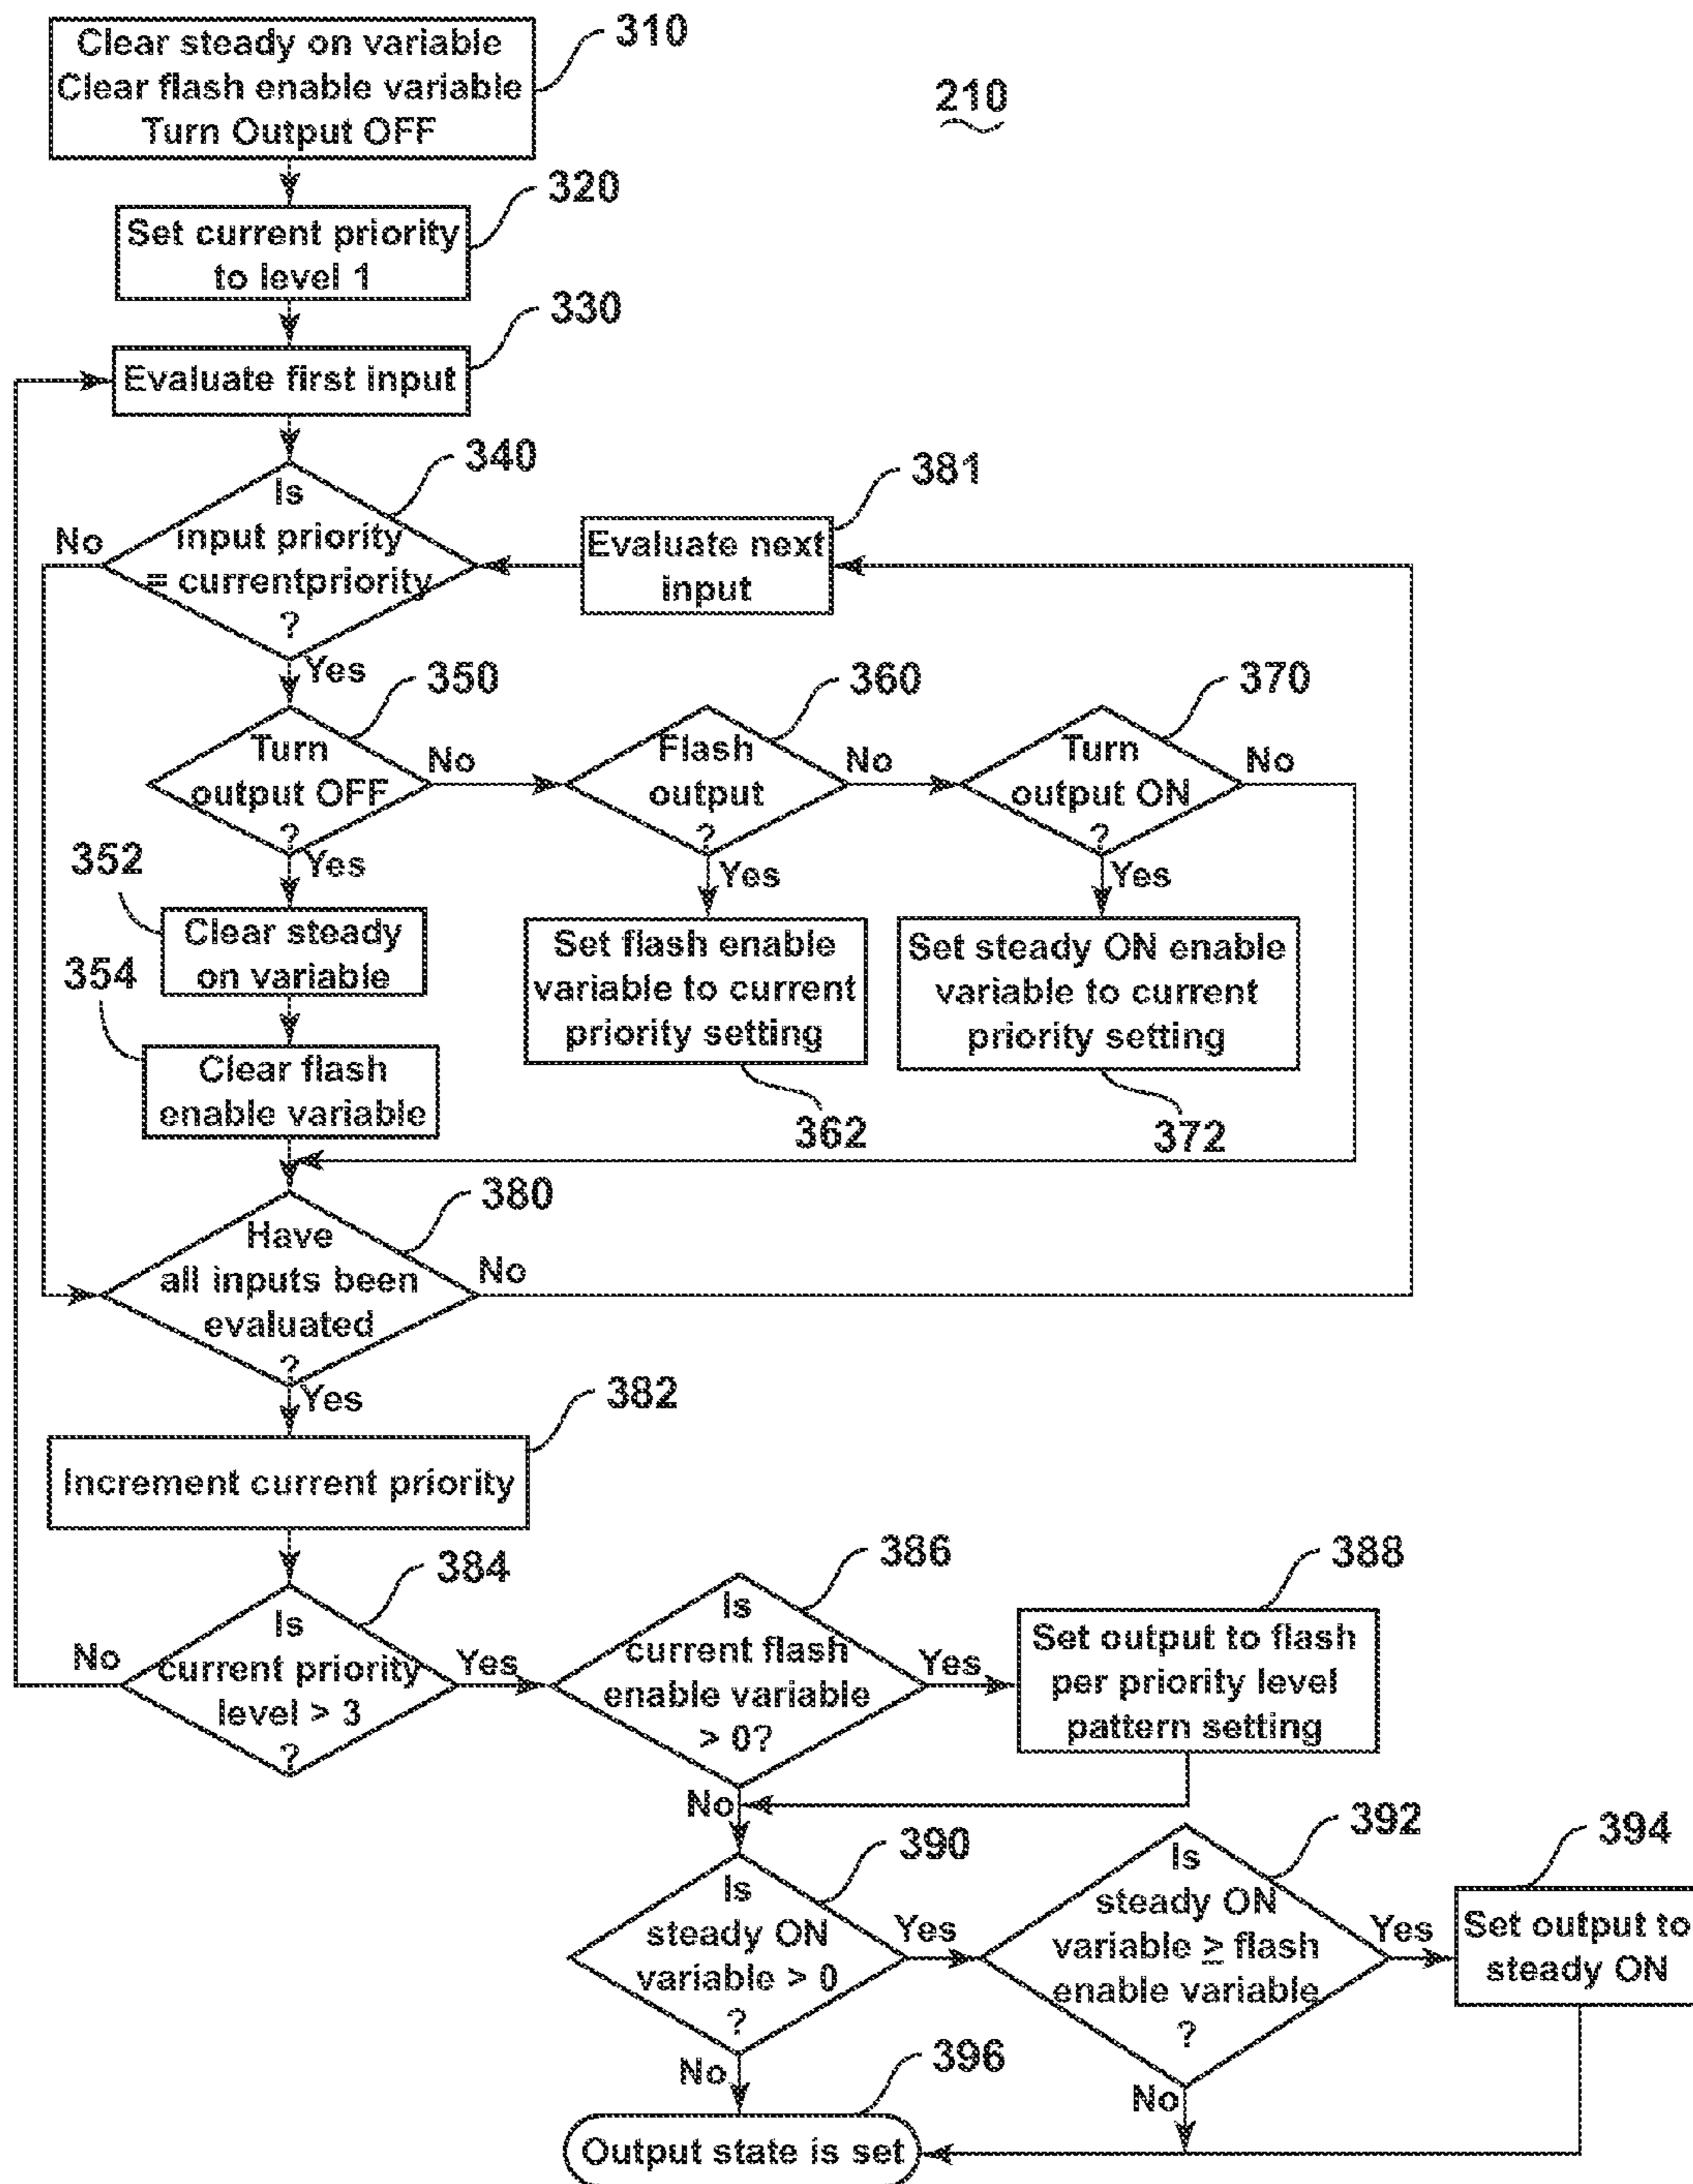 Clear steady on variable
Clear flash enable variable
Turn Output OFF
310
210
Set current priority
to level 1
320
Evaluate first input
330
Is
input priority
= currentpriority
?
340
No
Yes
Evaluate next
input
381
Turn
output OFF
?
350
No
Yes
Flash
output
?
360
No
Yes
Turn
output ON
?
370
No
Yes
352
Clear steady
on variable
354
Clear flash
enable variable
Set flash enable
variable to current
priority setting
362
Set steady ON enable
variable to current
priority setting
372
Have
all inputs been
evaluated
?
380
No
Yes
Increment current priority
382
Is
current priority
level > 3
?
384
No
Yes
Is
current flash
enable variable
> 0?
386
Yes
No
Set output to flash
per priority level
pattern setting
388
Is
steady ON
variable > 0
?
390
Yes
No
Is
steady ON
variable ≥ flash
enable variable
?
392
Yes
No
Set output to
steady ON
394
Output state is set
396